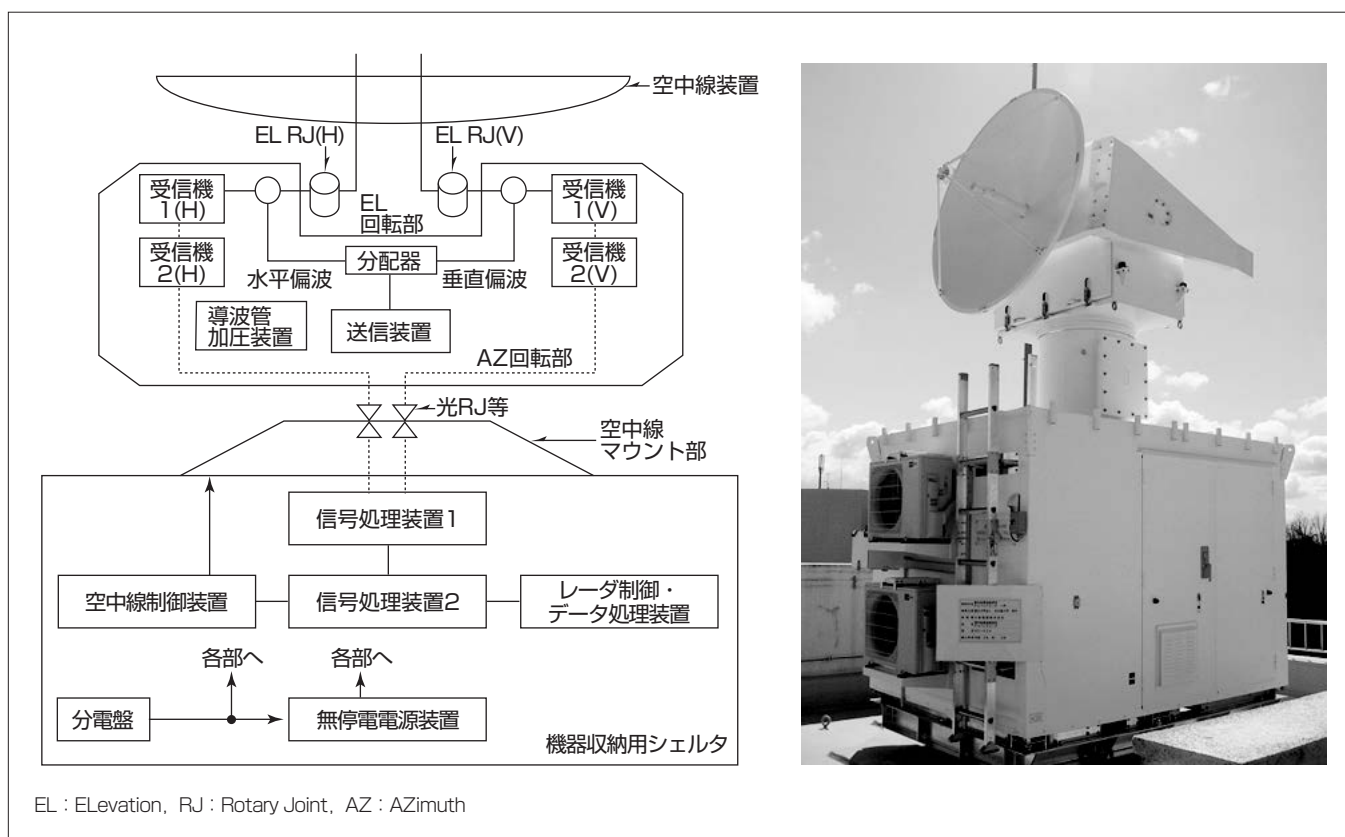 空中線装置
EL RJ(H)
EL RJ(V)
受信機
1(H)
EL
回転部
受信機
1(V)
受信機
2(H)
水平偏波
分配器
垂直偏波
受信機
2(V)
導波管
加圧装置
送信装置
AZ回転部
光RJ等
空中線
マウント部
信号処理装置1
空中線制御装置
信号処理装置2
レーダ制御・
データ処理装置
各部へ
各部へ
分電盤
無停電電源装置
機器収納用シェルタ
EL：ELevation, RJ：Rotary Joint, AZ：AZimuth